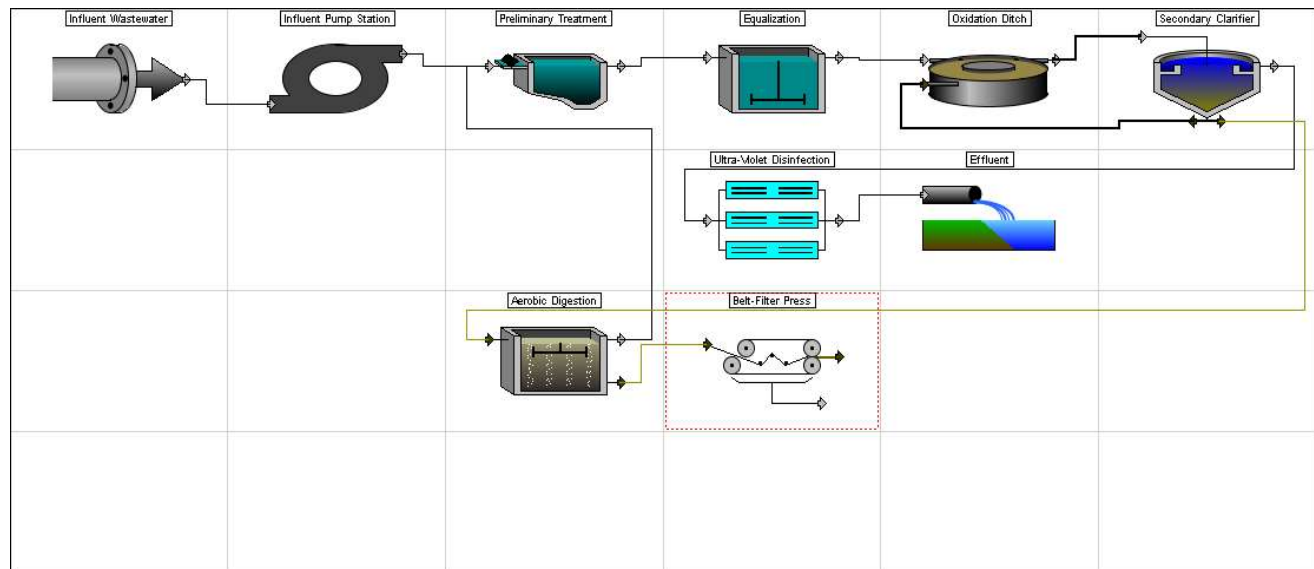 Influent Wastewater
Influent Pump Station
Preliminary Treatment
Equalization
Oxidation Ditch
Secondary Clarifier
Ultra-Violet Disinfection
Effluent
Aerobic Digestion
Belt-Filter Press